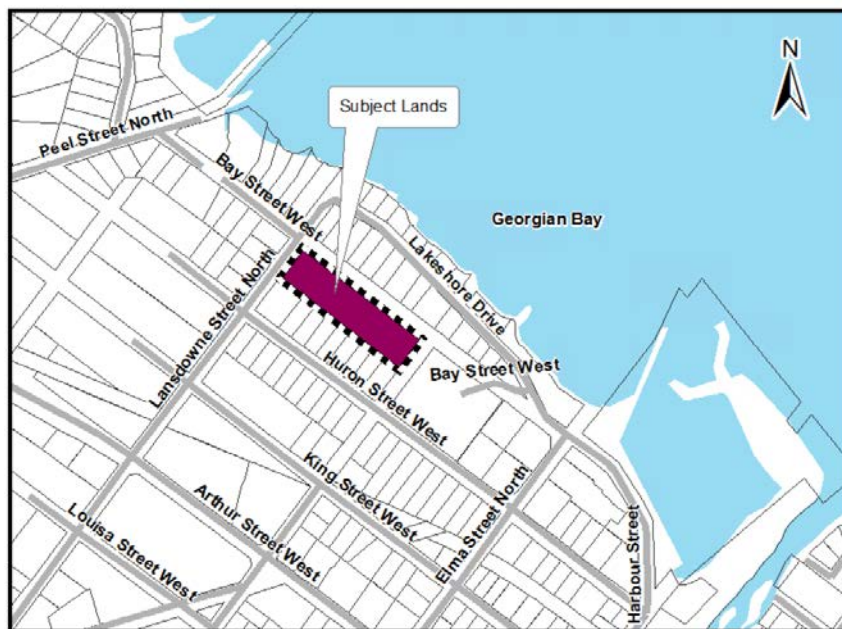 N
Subject Lands
Peel Street North
Bay Street West
Georgian Bay
Lakeshore Drive
Lansdowne Street North
Bay Street West
Huron Street West
King Street West
Arthur Street West
Elma Street North
Louisa Street West
Harbour Street